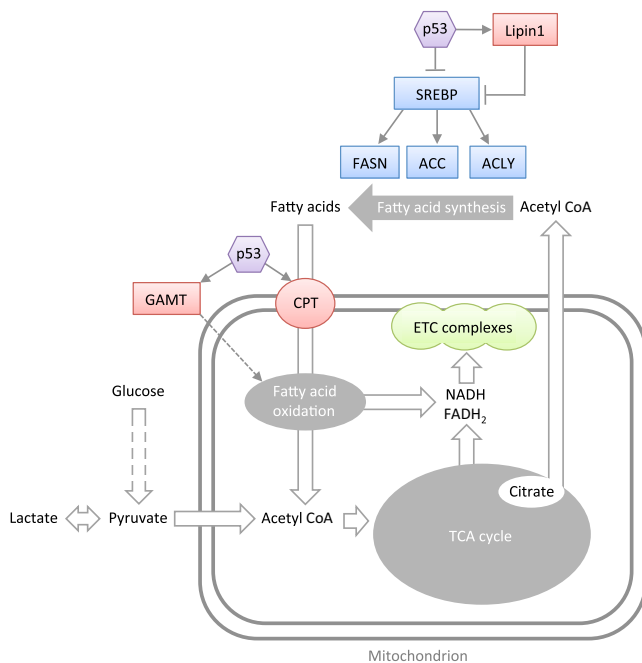 p53
Lipin1
SREBP
FASN
ACC
ACLY
Fatty acids
Fatty acid synthesis
Acetyl CoA
p53
GAMT
CPT
ETC complexes
Glucose
Fatty acid
oxidation
NADH
FADH2
Citrate
Lactate
Pyruvate
Acetyl CoA
TCA cycle
Mitochondrion